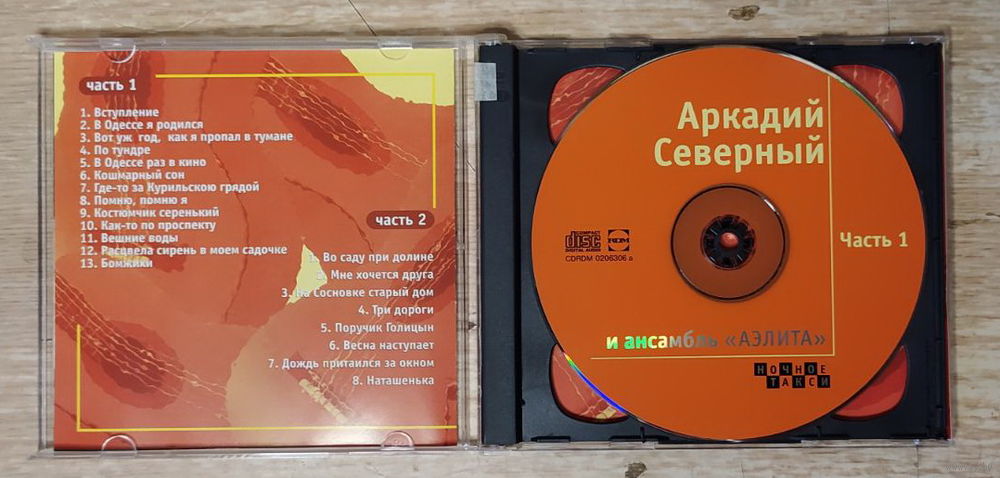 часть 1
1. Вступление
2. В Одессе я родился
3. Вот уж год, как я пропал в тумане
4. По тундре
5. В Одессе раз в кино
6. Кошмарный сон
7. Где-то за Курильскою грядой
8. Помню, помню я
9. Костюмчик серенький
10. Как-то по проспекту
11. Вешние воды
12. Расцвела сирень в моем садочке
13. Бомжики
часть 2
1. Во саду при долине
2. Мне хочется друга
3. На Сосновке старый дом
4. Три дороги
5. Поручик Голицын
6. Весна наступает
7. Дождь притаился за окном
8. Наташенька
Аркадий
Северный
COMPACT
disc
DIGITAL AUDIO
RDM
CDRDM 0206306 a
Часть 1
и ансамбль «АЭЛИТА»
НОЧНОЕ
ТАКСИ